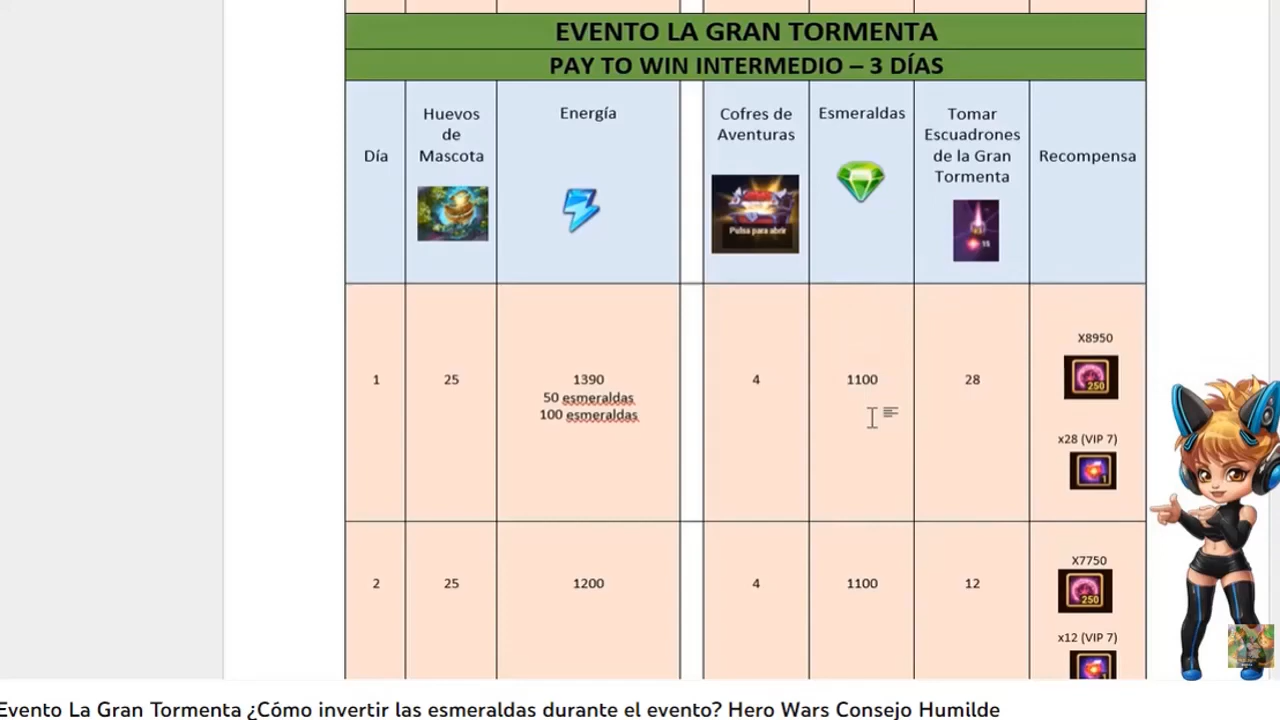 EVENTO LA GRAN TORMENTA
PAY TO WIN INTERMEDIO – 3 DÍAS
Día
Huevos
de
Mascota
Energía
Cofres de
Aventuras
Pulsa para abrir
Esmeraldas
Tomar
Escuadrones
de la Gran
Tormenta
15
Recompensa
1
25
1390
50 esmeraldas
100 esmeraldas
4
1100
28
X8950
250
x28 (VIP 7)
1
2
25
1200
4
1100
12
X7750
250
x12 (VIP 7)
1
Evento La Gran Tormenta ¿Cómo invertir las esmeraldas durante el evento? Hero Wars Consejo Humilde